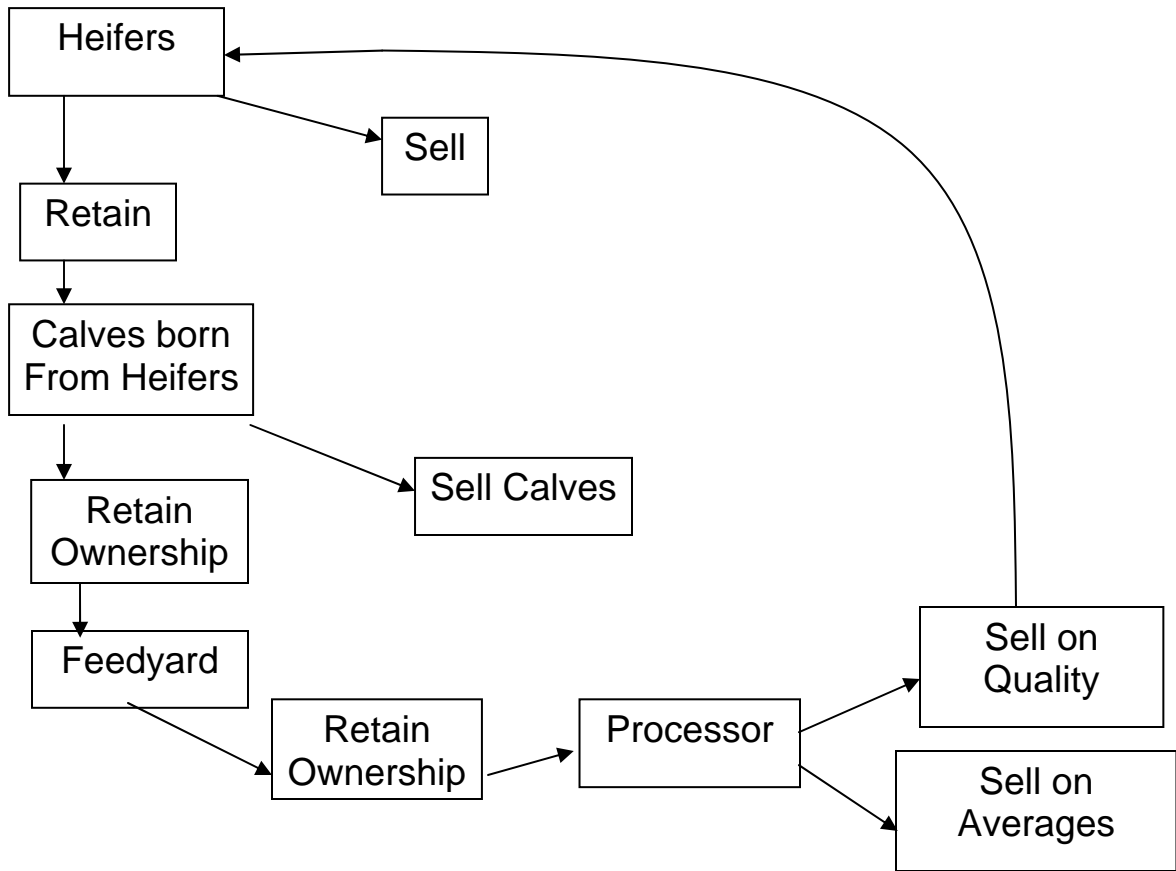 Heifers
Sell
Retain
Calves born
From Heifers
Sell Calves
Retain
Ownership
Feedyard
Retain
Ownership
Processor
Sell on
Quality
Sell on
Averages